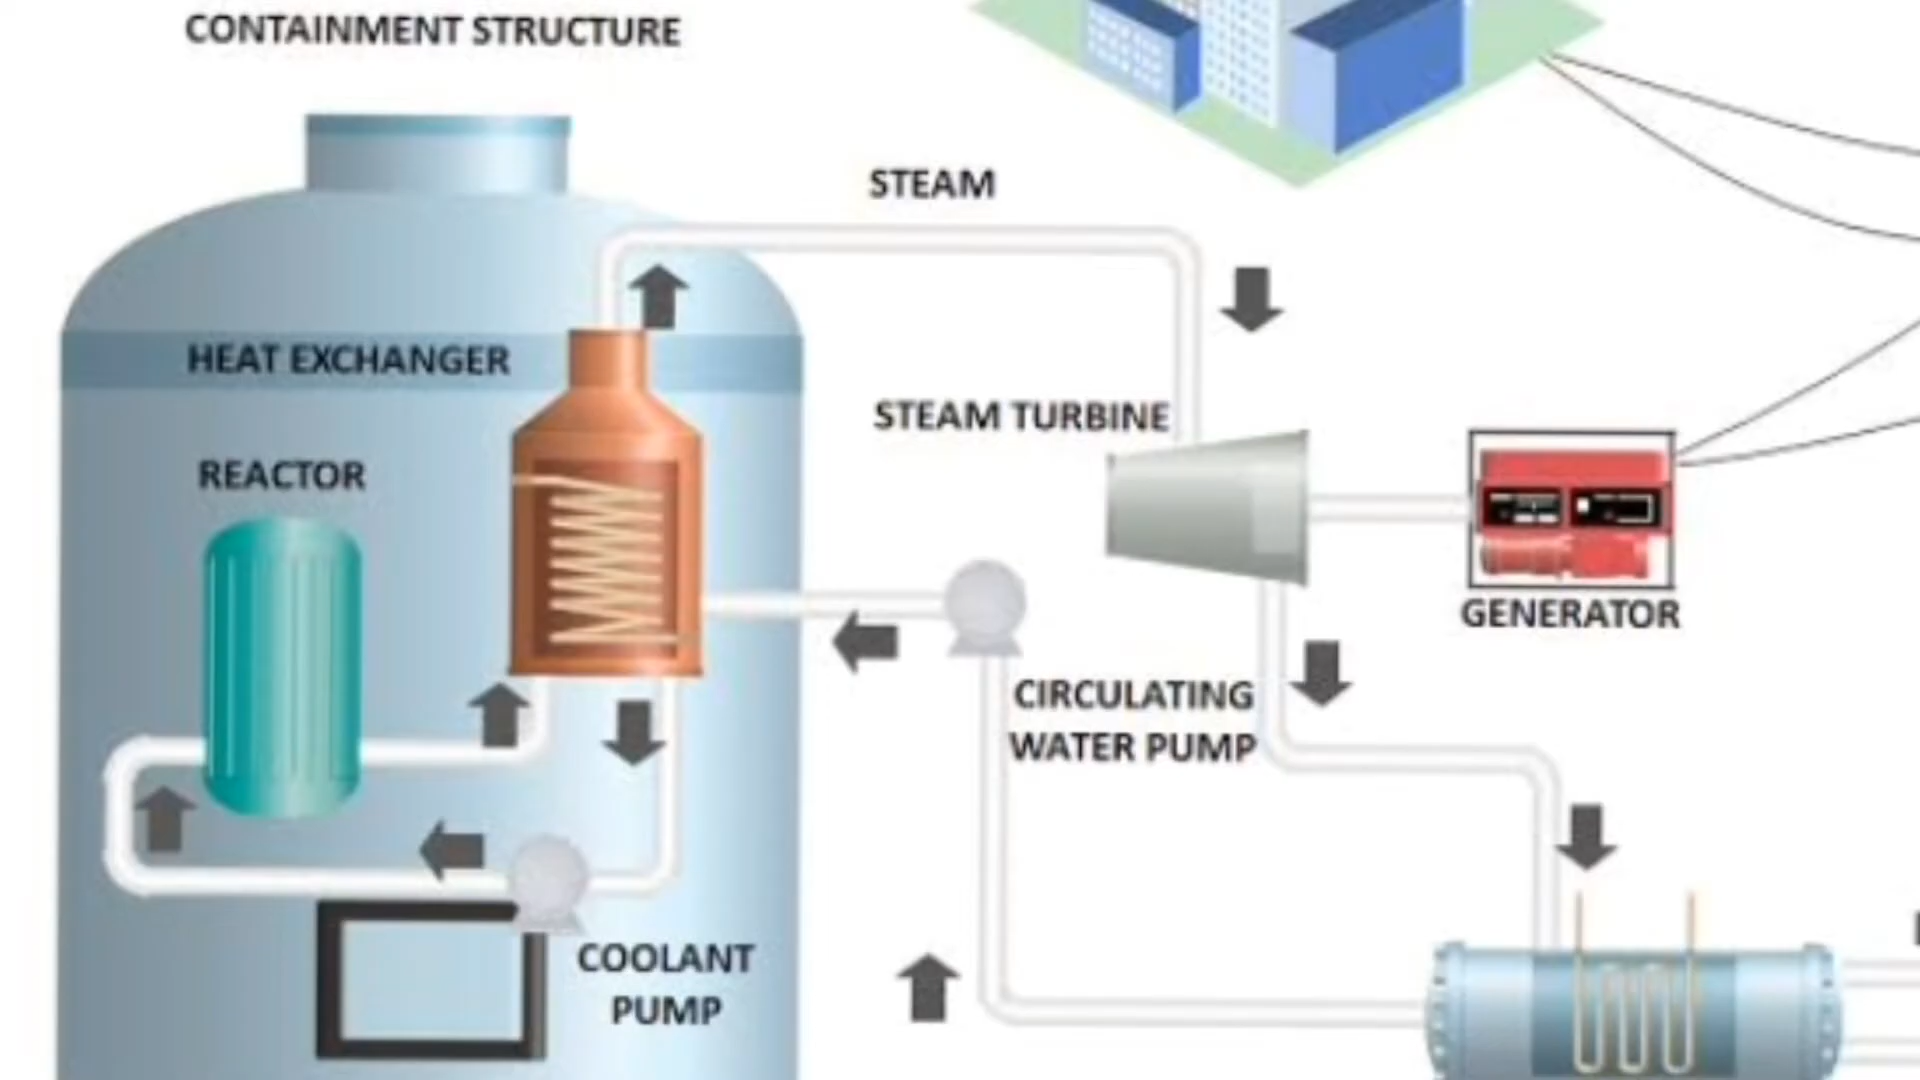 CONTAINMENT STRUCTURE
STEAM
HEAT EXCHANGER
STEAM TURBINE
REACTOR
GENERATOR
CIRCULATING
WATER PUMP
COOLANT
PUMP